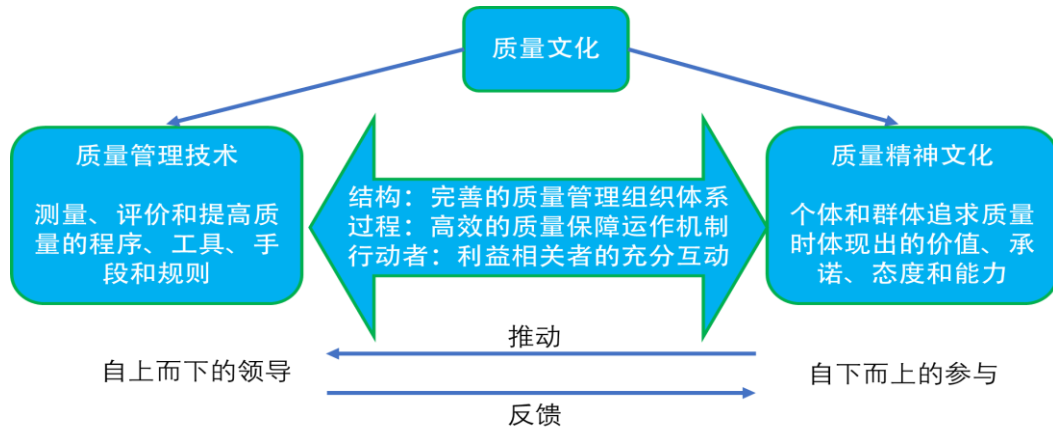 质量文化
质量管理技术
测量、评价和提高质
量的程序、工具、手
段和规则
结构：完善的质量管理组织体系
过程：高效的质量保障运作机制
行动者：利益相关者的充分互动
质量精神文化
个体和群体追求质量
时体现出的价值、承
诺、态度和能力
推动
自上而下的领导
自下而上的参与
反馈